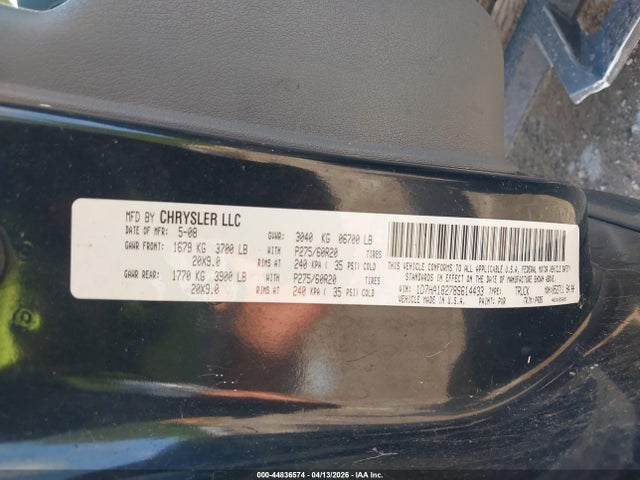 MFD BY CHRYSLER LLC
DATE OF MFR: 5-08 GVWR: 3040 KG 06700 LB
GAWR FRONT: 1679 KG 3700 LB WITH P275/60R20 TIRES
20X9.0 RIMS AT 240 KPA ( 35 PSI) COLD
GAWR REAR: 1770 KG 3900 LB WITH P275/60R20 TIRES
20X9.0 RIMS AT 240 KPA ( 35 PSI) COLD
THIS VEHICLE CONFORMS TO ALL APPLICABLE U.S.A. FEDERAL MOTOR VEHICLE SAFETY
STANDARDS IN EFFECT ON THE DATE OF MANUFACTURE SHOWN ABOVE.
VIN: 1D7HA18278S614433 TYPE: TRUCK
VEHICLE MADE IN U.S.A. PAINT: PXR TRIM:
000-44836574 - 04/13/2026 - IAA Inc.